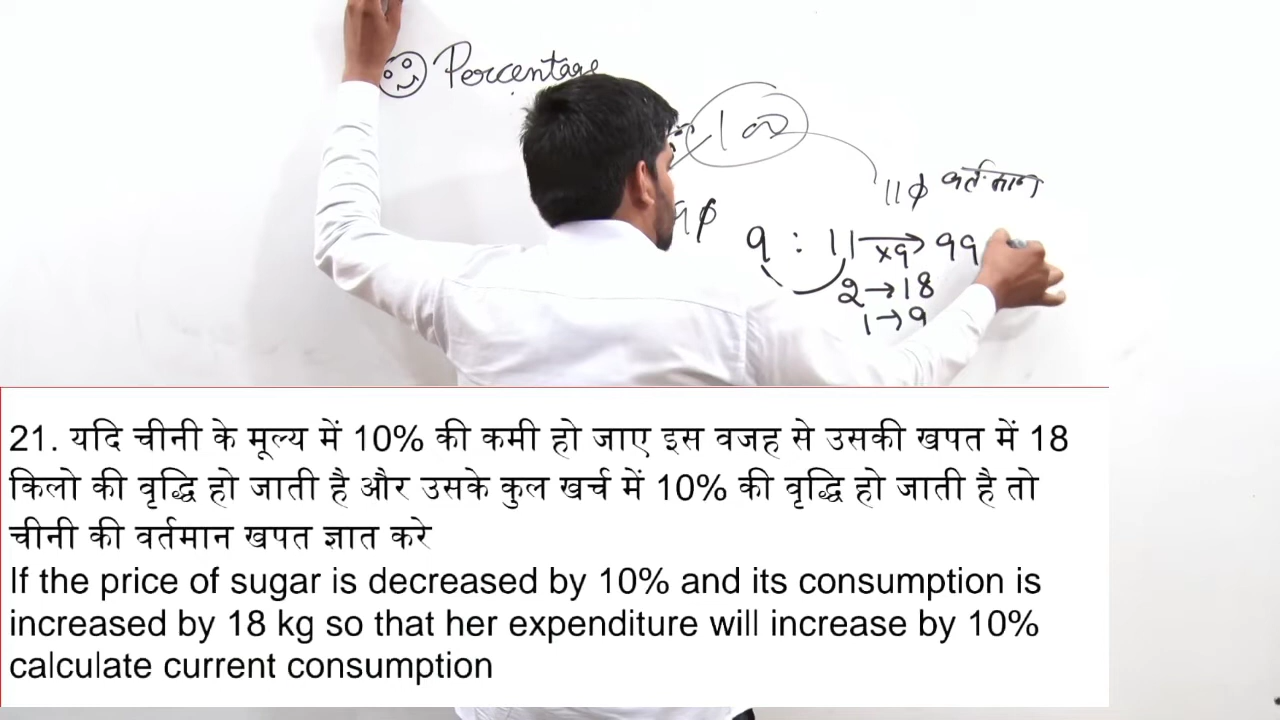 Percentage
100
110 वर्तमान
90
9 : 11 ×9→ 99
2→18
1→9
21. यदि चीनी के मूल्य में 10% की कमी हो जाए इस वजह से उसकी खपत में 18
किलो की वृद्धि हो जाती है और उसके कुल खर्च में 10% की वृद्धि हो जाती है तो
चीनी की वर्तमान खपत ज्ञात करे
If the price of sugar is decreased by 10% and its consumption is
increased by 18 kg so that her expenditure will increase by 10%
calculate current consumption